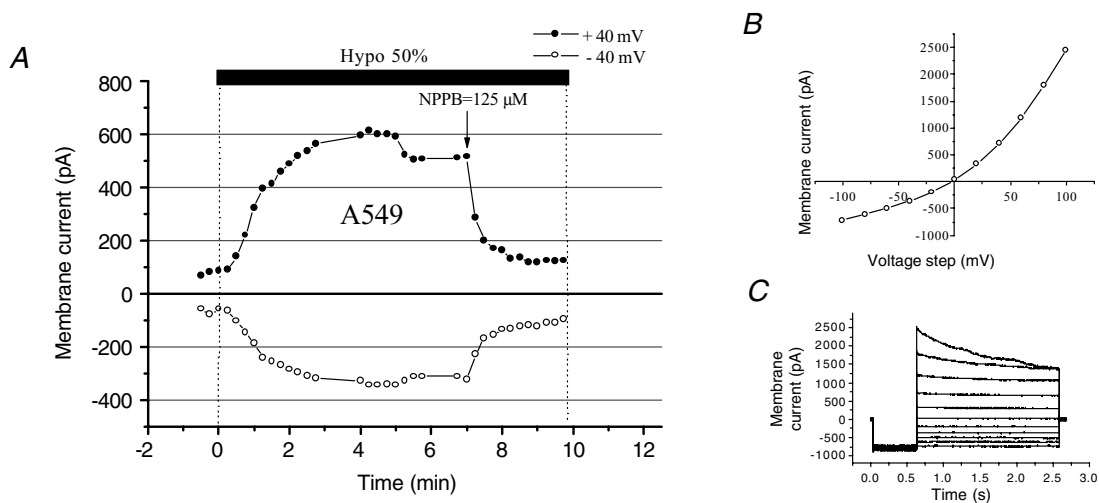 A
+ 40 mV
- 40 mV
Hypo 50%
NPPB=125 μM
A549
Membrane current (pA)
800
600
400
200
0
-200
-400
-2
0
2
4
6
8
10
12
Time (min)
B
Membrane current (pA)
2500
2000
1500
1000
500
-500
-1000
-100
-50
0
50
100
Voltage step (mV)
C
Membrane
current (pA)
2500
2000
1500
1000
500
0
-500
-1000
0.0
0.5
1.0
1.5
2.0
2.5
3.0
Time (s)